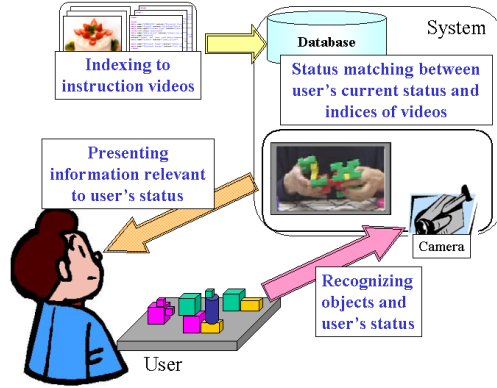 System
Database
Indexing to
instruction videos
Status matching between
user's current status and
indices of videos
Presenting
information relevant
to user's status
Camera
Recognizing
objects and
user's status
User